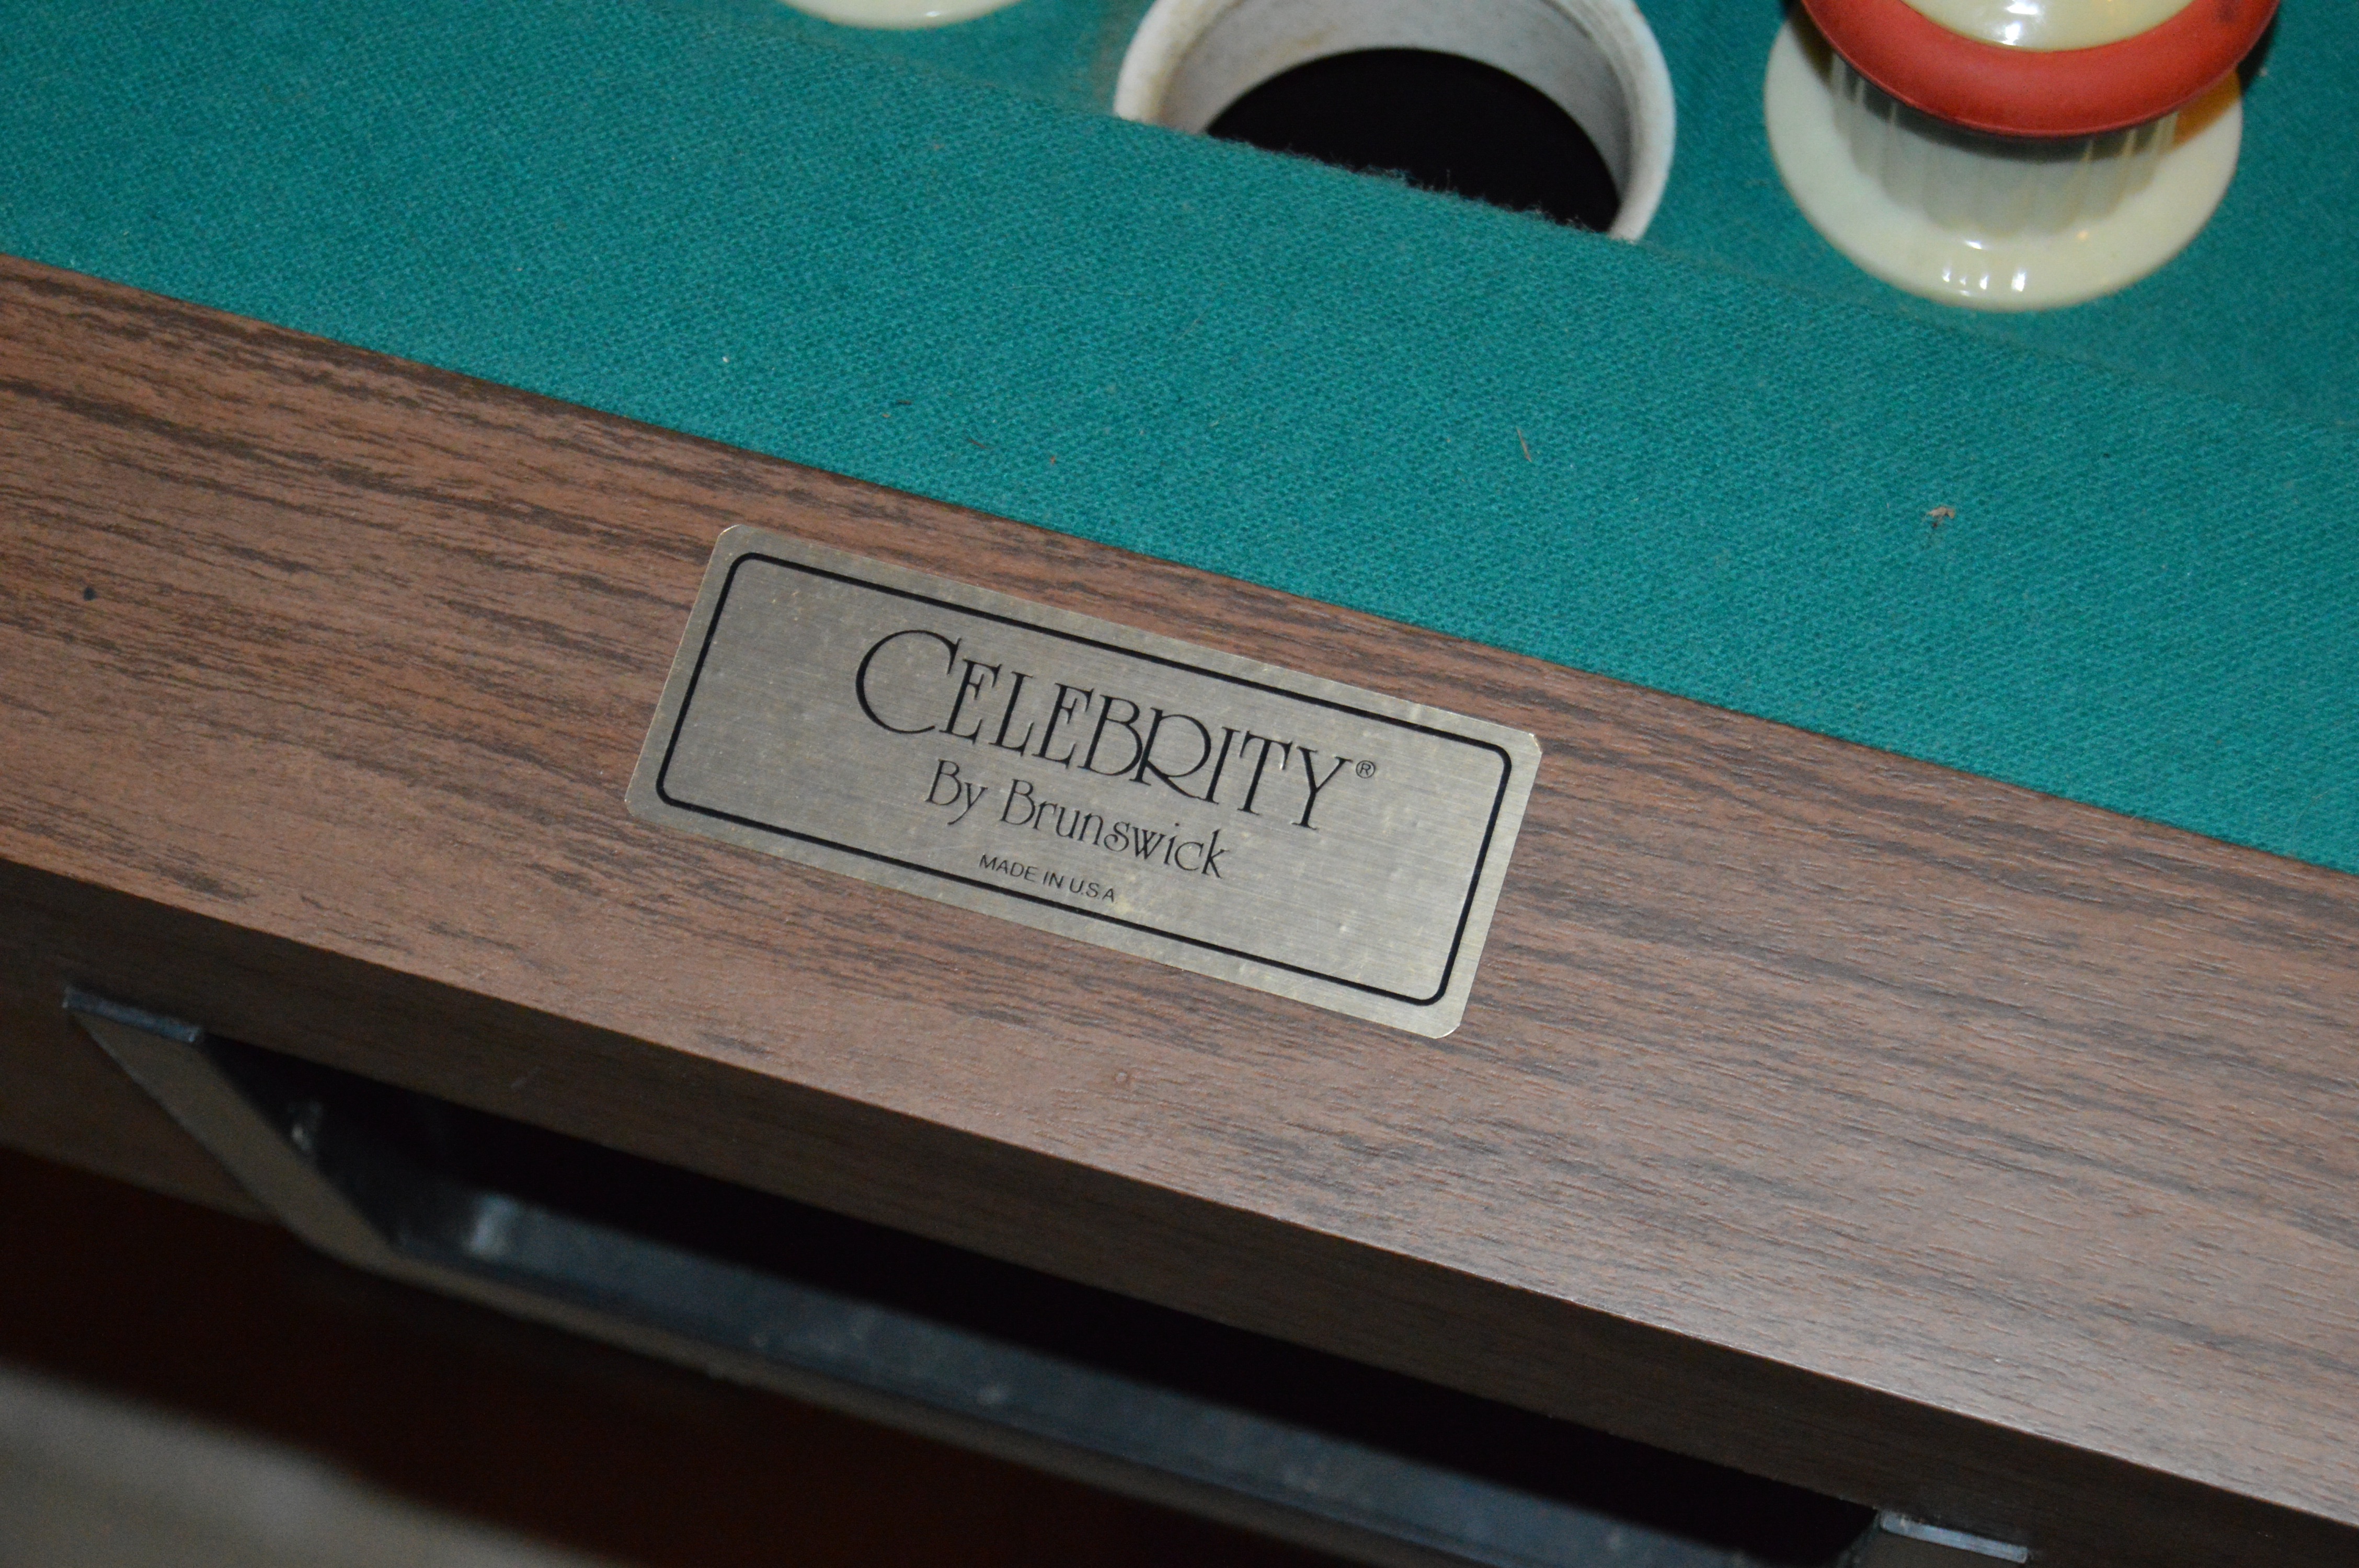 CELEBRITY®
By Brunswick
MADE IN U.S.A